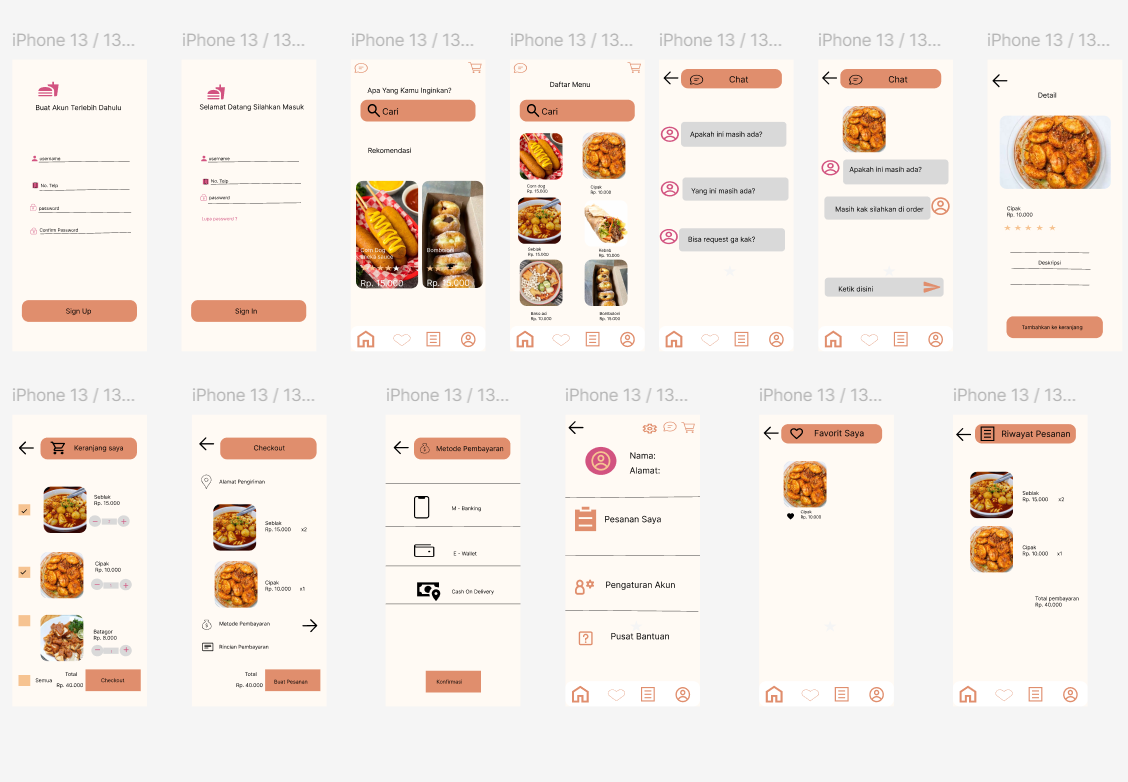 iPhone 13 / 13...
Buat Akun Terlebih Dahulu
username
No. Telp
password
Confirm Password
Sign Up
iPhone 13 / 13...
Selamat Datang Silahkan Masuk
username
No. Telp
password
Lupa password ?
Sign In
iPhone 13 / 13...
Apa Yang Kamu Inginkan?
Cari
Rekomendasi
Corn Dog
aneka sauce
Rp. 15.000
Bomboloni
Rp. 15.000
iPhone 13 / 13...
Daftar Menu
Cari
Corn dog
Rp. 15.000
Cipak
Rp. 10.000
Seblak
Rp. 15.000
Kebab
Rp. 10.000
Rp. 10.000
Bomboloni
Rp. 15.000
iPhone 13 / 13...
Chat
Apakah ini masih ada?
Yang ini masih ada?
Bisa request ga kak?
iPhone 13 / 13...
Chat
Apakah ini masih ada?
Masih kak silahkan di order
Ketik disini
iPhone 13 / 13...
Detail
Cipak
Rp. 10.000
Deskripsi
Tambahkan ke keranjang
iPhone 13 / 13...
Keranjang saya
Seblak
Rp. 15.000
Cipak
Rp. 10.000
Batagor
Rp. 8.000
Semua
Total
Rp. 40.000
Checkout
iPhone 13 / 13...
Checkout
Alamat Pengiriman
Seblak
Rp. 15.000 x2
Cipak
Rp. 10.000 x1
Metode Pembayaran
Rincian Pembayaran
Total
Rp. 40.000
Buat Pesanan
iPhone 13 / 13...
Metode Pembayaran
M - Banking
E - Wallet
Cash On Delivery
Konfirmasi
iPhone 13 / 13...
Nama:
Alamat:
Pesanan Saya
Pengaturan Akun
Pusat Bantuan
iPhone 13 / 13...
Favorit Saya
Cipak
Rp. 10.000
iPhone 13 / 13...
Riwayat Pesanan
Seblak
Rp. 15.000 x2
Cipak
Rp. 10.000 x1
Total pembayaran
Rp. 40.000